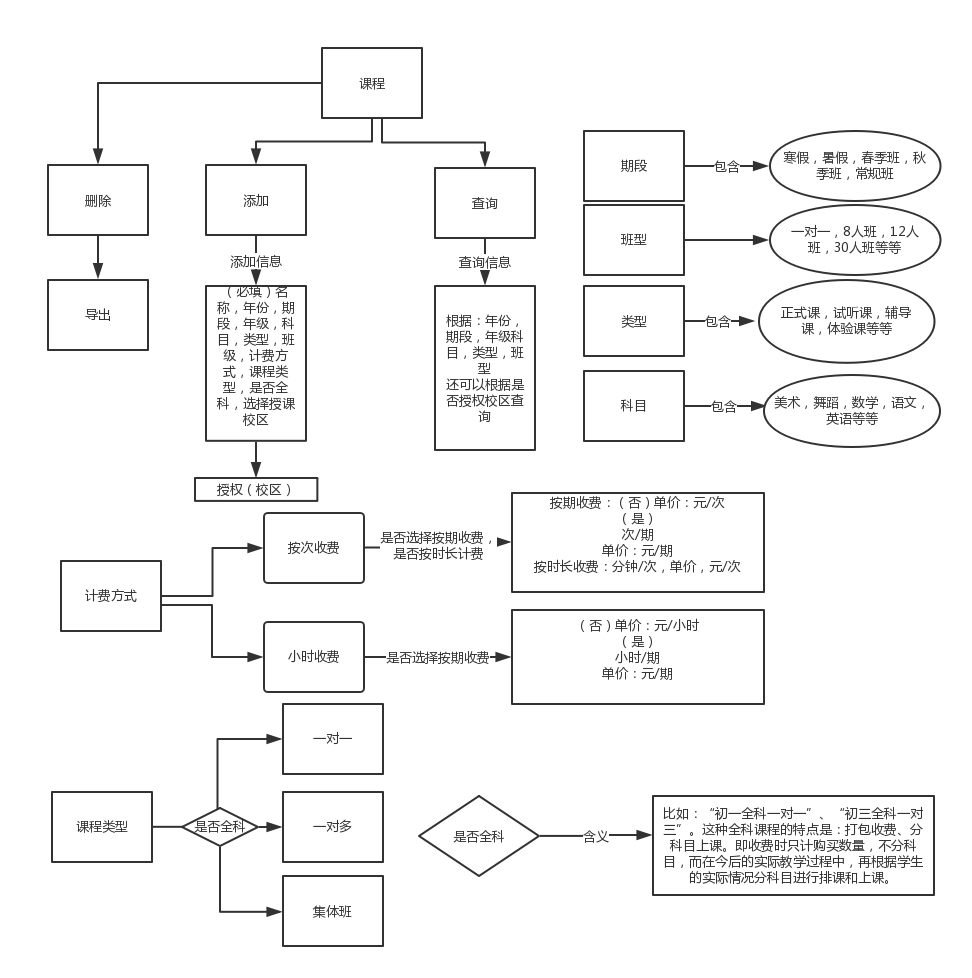 课程
删除
添加
查询
添加信息
查询信息
导出
（必填）名
称，年份，期
段，年级，科
目，类型，班
级，计费方
式，课程类
型，是否全
科，选择授课
校区
根据：年份，
期段，年级科
目，类型，班
型
还可以根据是
否授权校区查
询
授权（校区）
期段
包含
寒假，暑假，春季班，秋
季班，常规班
班型
一对一，8人班，12人
班，30人班等等
类型
包含
正式课，试听课，辅导
课，体验课等等
科目
包含
美术，舞蹈，数学，语文，
英语等等
计费方式
按次收费
是否选择按期收费，
是否按时长计费
按期收费：（否）单价：元/次
（是）
次/期
单价：元/期
按时长收费：分钟/次，单价，元/次
小时收费
是否选择按期收费
（否）单价：元/小时
（是）
小时/期
单价：元/期
课程类型
是否全科
一对一
一对多
集体班
是否全科
含义
比如：“初一全科一对一”、“初三全科一对
三”。这种全科课程的特点是：打包收费、分
科目上课。即收费时只计购买数量，不分科
目，而在今后的实际教学过程中，再根据学生
的实际情况分科目进行排课和上课。